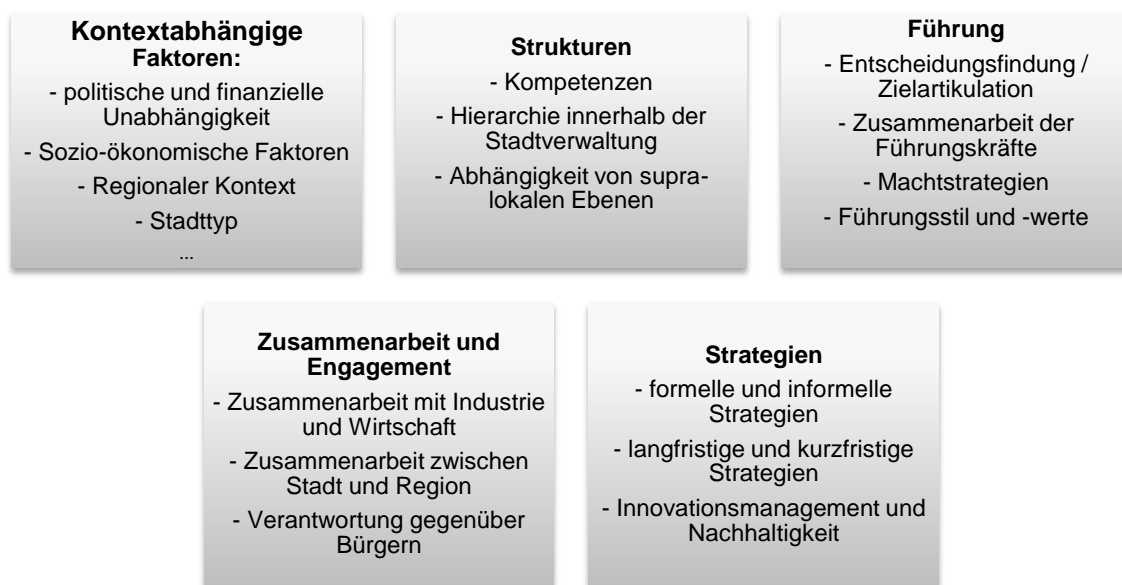 Kontextabhängige
Faktoren:
- politische und finanzielle
Unabhängigkeit
- Sozio-ökonomische Faktoren
- Regionaler Kontext
- Stadttyp
...
Strukturen
- Kompetenzen
- Hierarchie innerhalb der
Stadtverwaltung
- Abhängigkeit von supra-
lokalen Ebenen
Führung
- Entscheidungsfindung /
Zielartikulation
- Zusammenarbeit der
Führungskräfte
- Machtstrategien
- Führungsstil und -werte
Zusammenarbeit und
Engagement
- Zusammenarbeit mit Industrie
und Wirtschaft
- Zusammenarbeit zwischen
Stadt und Region
- Verantwortung gegenüber
Bürgern
Strategien
- formelle und informelle
Strategien
- langfristige und kurzfristige
Strategien
- Innovationsmanagement und
Nachhaltigkeit